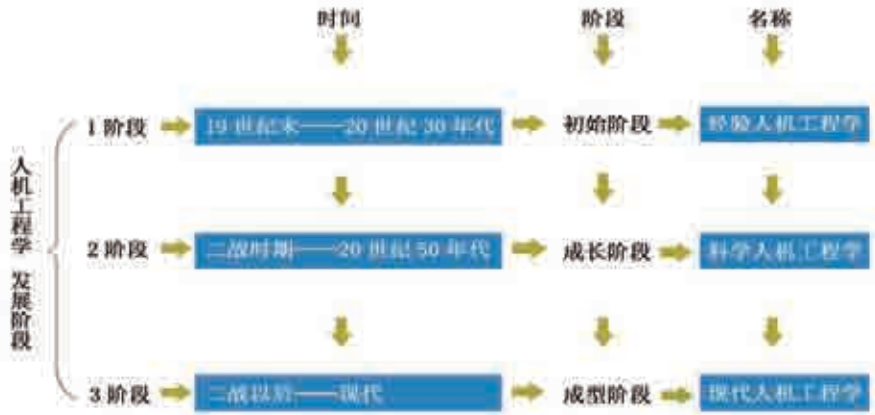 时间 阶段 名称
1 阶段 19 世纪末——20 世纪 30 年代 初始阶段 经验人机工程学
人机工程学 发展阶段
2 阶段 二战时期——20 世纪 50 年代 成长阶段 科学人机工程学
3 阶段 二战以后——现代 成型阶段 现代人机工程学